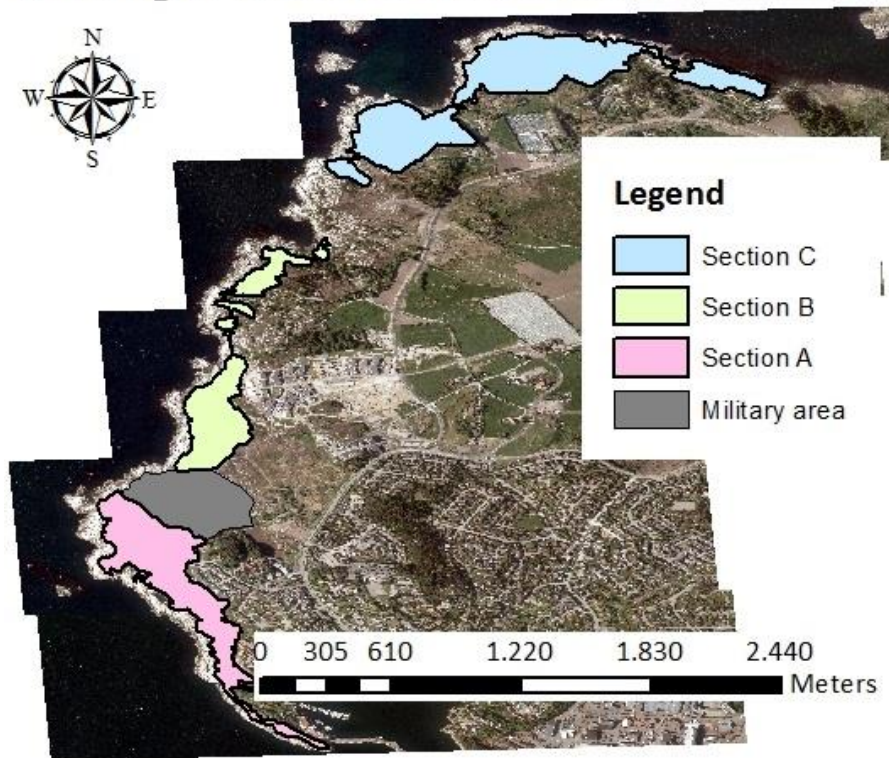 N
W E
S
Legend
Section C
Section B
Section A
Military area
0 305 610 1.220 1.830 2.440
Meters